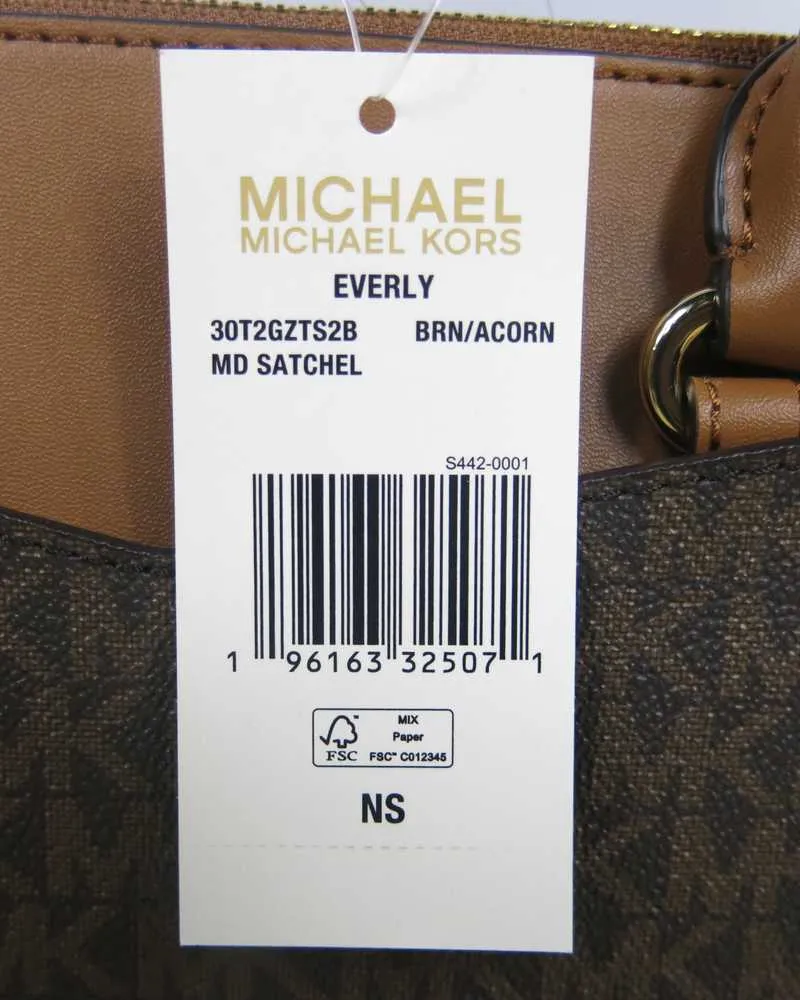 MICHAEL
MICHAEL KORS
EVERLY
30T2GZTS2B BRN/ACORN
MD SATCHEL
S442-0001
1 96163 32507 1
FSC™
MIX
Paper
FSC™ C012345
NS